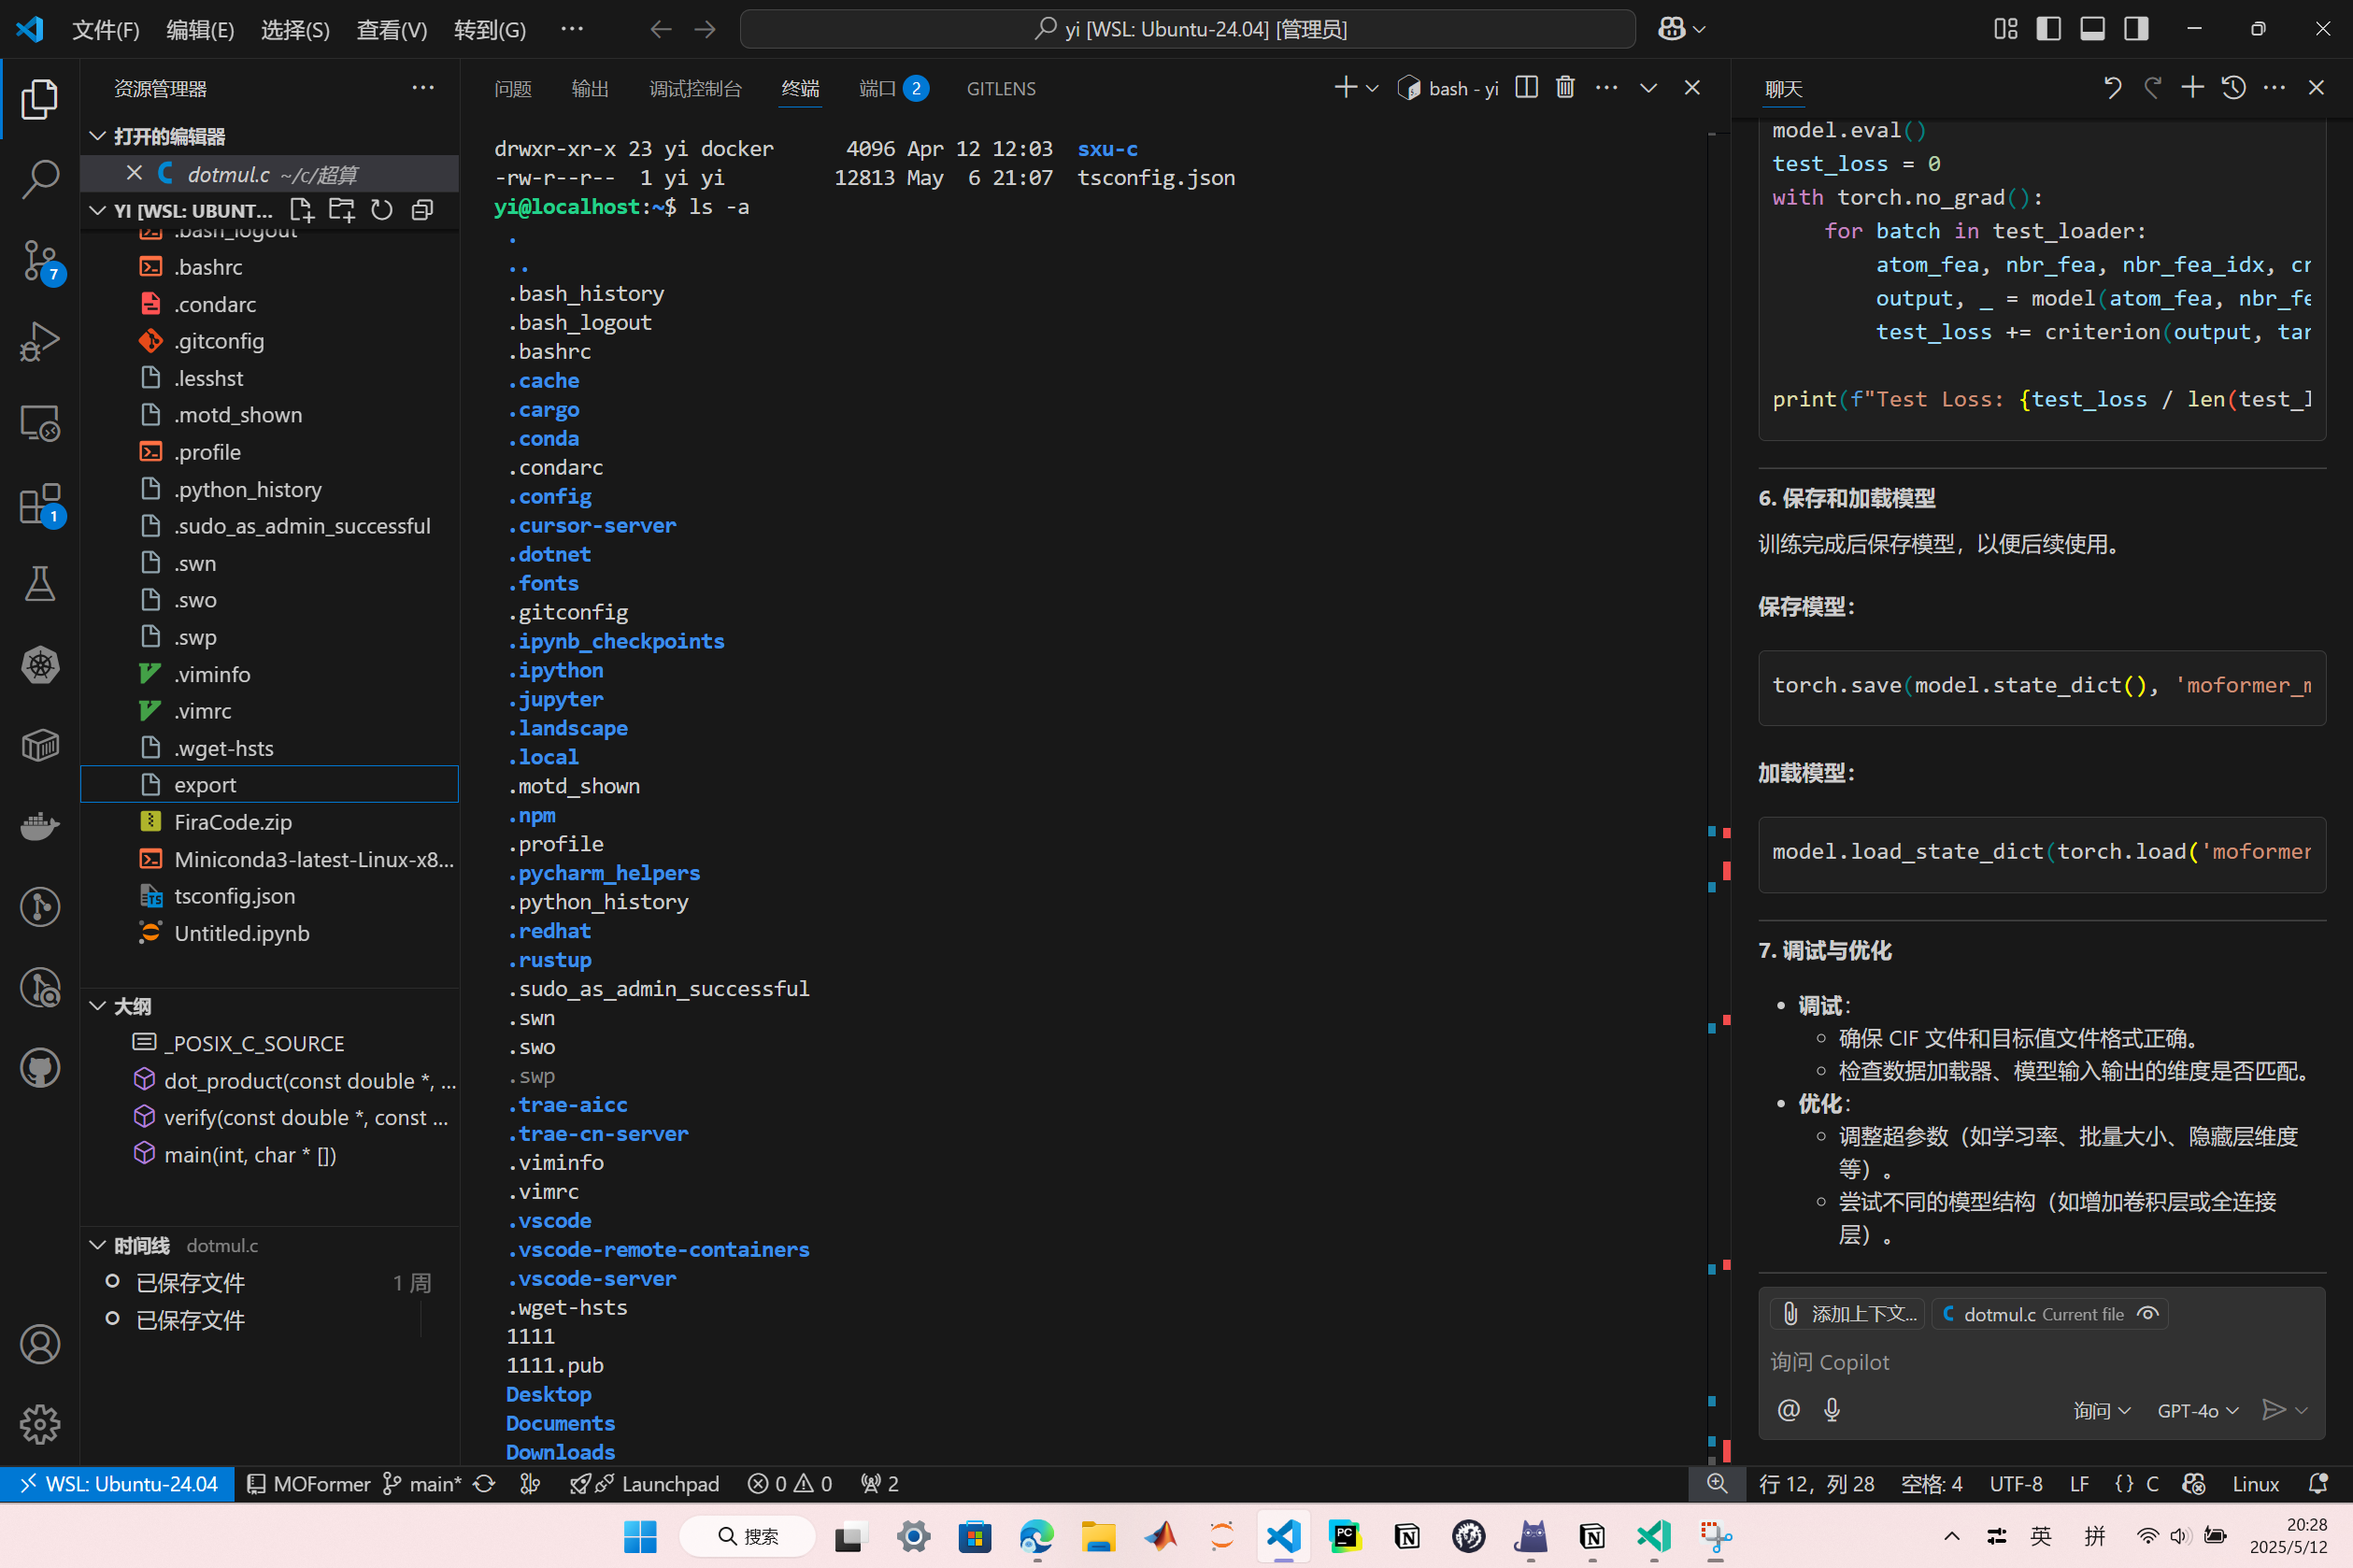 文件(F) 编辑(E) 选择(S) 查看(V) 转到(G) ··· yi [WSL: Ubuntu-24.04] [管理员]
资源管理器
打开的编辑器
dotmul.c ~/c/超算
YI [WSL: UBUNT...
.bash_logout
.bashrc
.condarc
.gitconfig
.lesshst
.motd_shown
.profile
.python_history
.sudo_as_admin_successful
.swn
.swo
.swp
.viminfo
.vimrc
.wget-hsts
export
FiraCode.zip
Miniconda3-latest-Linux-x8...
tsconfig.json
Untitled.ipynb
大纲
_POSIX_C_SOURCE
dot_product(const double *, ...
verify(const double *, const ...
main(int, char * [])
时间线 dotmul.c
已保存文件 1 周
已保存文件
7
1
问题 输出 调试控制台 终端 端口 2 GITLENS bash - yi
drwxr-xr-x 23 yi docker 4096 Apr 12 12:03 sxu-c
-rw-r--r-- 1 yi yi 12813 May 6 21:07 tsconfig.json
yi@localhost:~$ ls -a
.
..
.bash_history
.bash_logout
.bashrc
.cache
.cargo
.conda
.condarc
.config
.cursor-server
.dotnet
.fonts
.gitconfig
.ipynb_checkpoints
.ipython
.jupyter
.landscape
.local
.motd_shown
.npm
.profile
.pycharm_helpers
.python_history
.redhat
.rustup
.sudo_as_admin_successful
.swn
.swo
.swp
.trae-aicc
.trae-cn-server
.viminfo
.vimrc
.vscode
.vscode-remote-containers
.vscode-server
.wget-hsts
1111
1111.pub
Desktop
Documents
Downloads
聊天
model.eval()
test_loss = 0
with torch.no_grad():
for batch in test_loader:
atom_fea, nbr_fea, nbr_fea_idx, cr
output, _ = model(atom_fea, nbr_fe
test_loss += criterion(output, tar
print(f"Test Loss: {test_loss / len(test_l
6. 保存和加载模型
训练完成后保存模型，以便后续使用。
保存模型：
torch.save(model.state_dict(), 'moformer_m
加载模型：
model.load_state_dict(torch.load('moformer
7. 调试与优化
• 调试：
○ 确保 CIF 文件和目标值文件格式正确。
○ 检查数据加载器、模型输入输出的维度是否匹配。
• 优化：
○ 调整超参数（如学习率、批量大小、隐藏层维度
等）。
○ 尝试不同的模型结构（如增加卷积层或全连接
层）。
添加上下文... dotmul.c Current file
询问 Copilot
@ 询问 GPT-4o
WSL: Ubuntu-24.04 MOFormer main* Launchpad 0 0 2 行 12，列 28 空格: 4 UTF-8 LF {} C Linux
搜索 PC 英 拼 20:28
2025/5/12